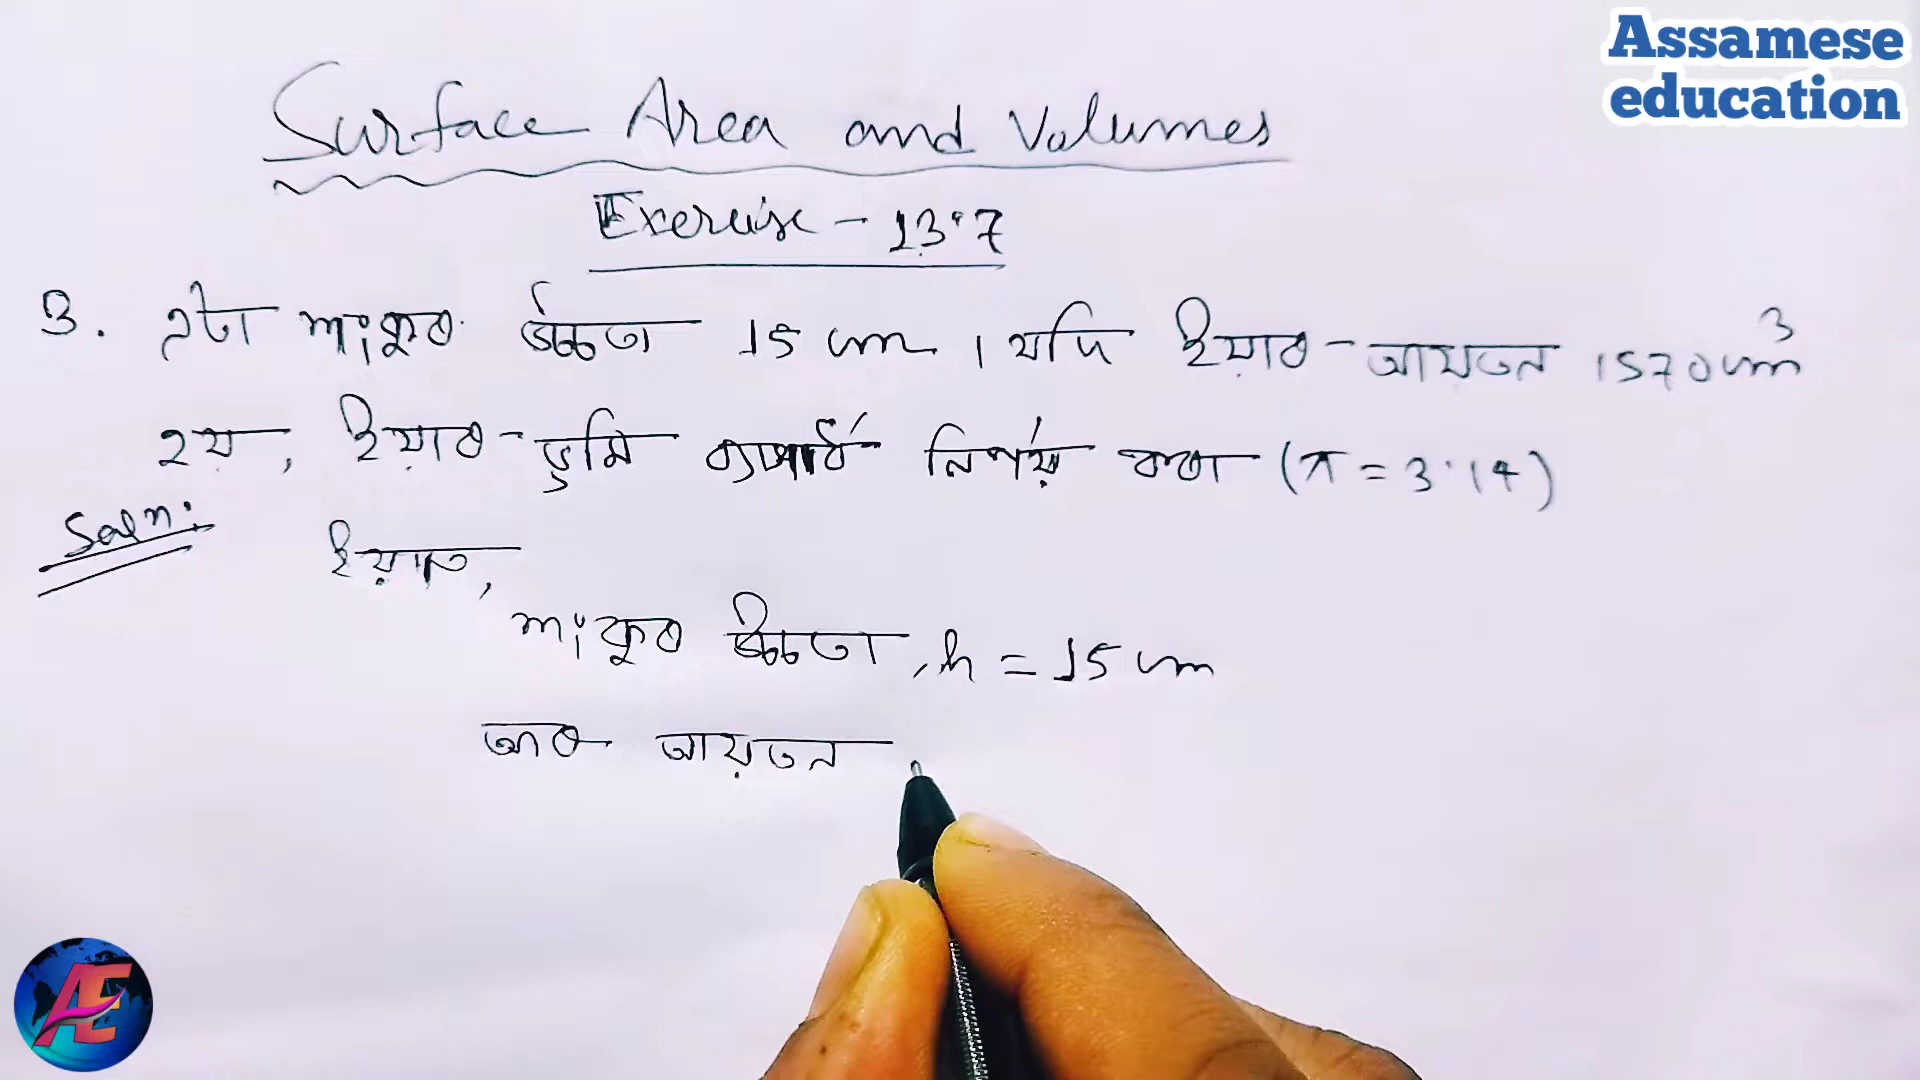 Assamese
education
Surface Area and Volumes
Exercise - 13.7
3. এটা শংকুৰ উচ্চতা 15 cm । যদি ইয়াৰ আয়তন 1570 cm³
হয়, ইয়াৰ ভূমি ব্যাসাৰ্ধ নিৰ্ণয় কৰা (π = 3.14)
Soln:
ইয়াত,
শংকুৰ উচ্চতা, h = 15 cm
আৰু আয়তন
AE